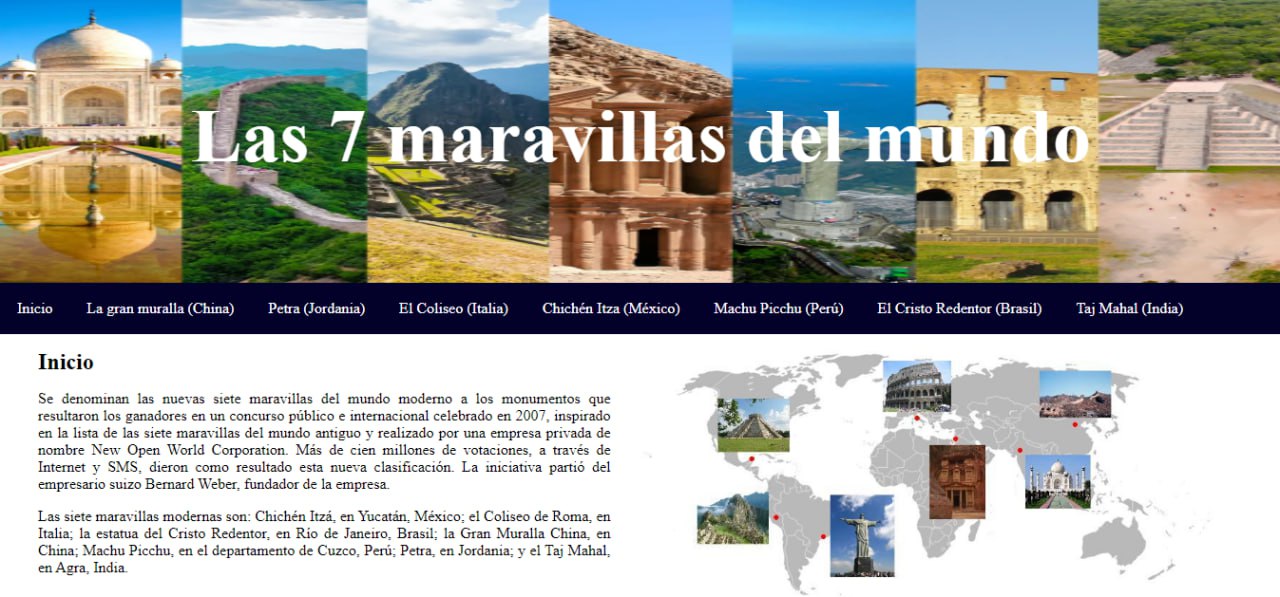 Las 7 maravillas del mundo
Inicio La gran muralla (China) Petra (Jordania) El Coliseo (Italia) Chichén Itza (México) Machu Picchu (Perú) El Cristo Redentor (Brasil) Taj Mahal (India)
Inicio
Se denominan las nuevas siete maravillas del mundo moderno a los monumentos que
resultaron los ganadores en un concurso público e internacional celebrado en 2007, inspirado
en la lista de las siete maravillas del mundo antiguo y realizado por una empresa privada de
nombre New Open World Corporation. Más de cien millones de votaciones, a través de
Internet y SMS, dieron como resultado esta nueva clasificación. La iniciativa partió del
empresario suizo Bernard Weber, fundador de la empresa.
Las siete maravillas modernas son: Chichén Itzá, en Yucatán, México; el Coliseo de Roma, en
Italia; la estatua del Cristo Redentor, en Río de Janeiro, Brasil; la Gran Muralla China, en
China; Machu Picchu, en el departamento de Cuzco, Perú; Petra, en Jordania; y el Taj Mahal,
en Agra, India.